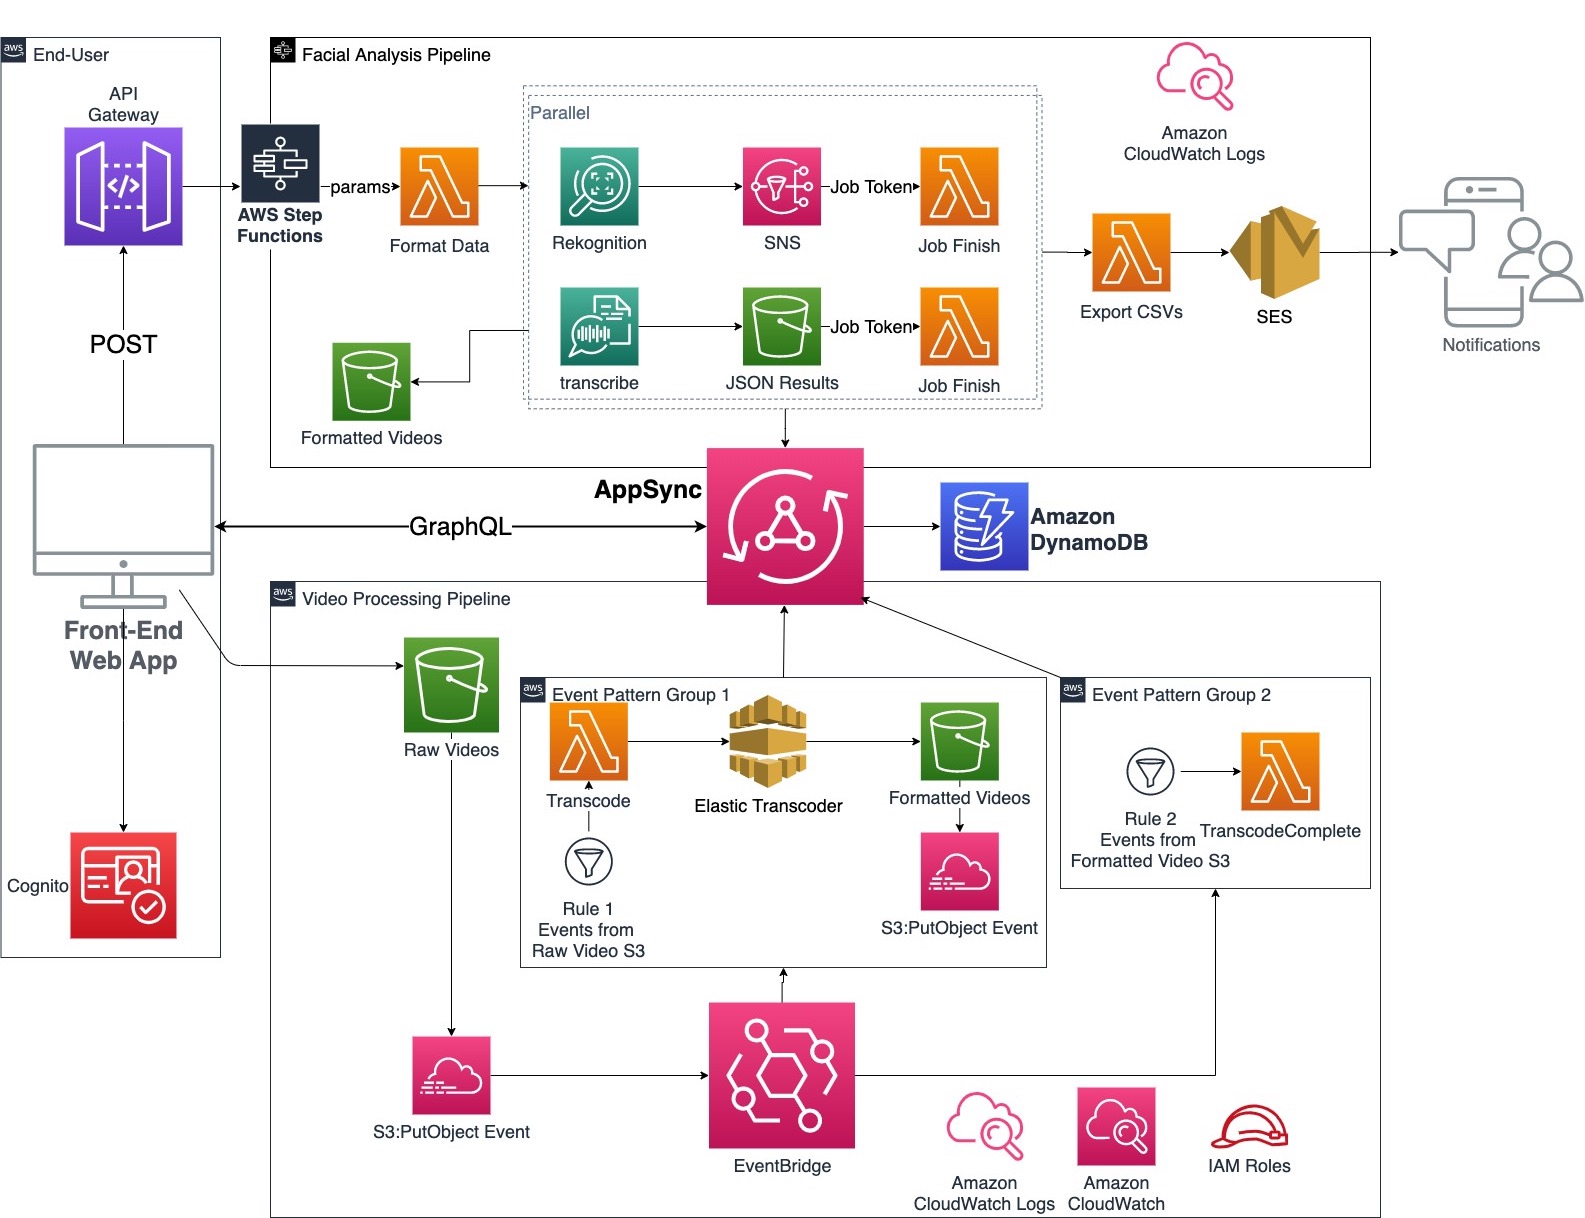 aws
End-User
API
Gateway
POST
Front-End
Web App
Cognito
Facial Analysis Pipeline
AWS Step
Functions
params
Format Data
Parallel
Rekognition
SNS
Job Token
Job Finish
transcribe
JSON Results
Job Token
Job Finish
Formatted Videos
Amazon
CloudWatch Logs
Export CSVs
SES
Notifications
AppSync
GraphQL
Amazon
DynamoDB
aws
Video Processing Pipeline
Raw Videos
aws
Event Pattern Group 1
Transcode
Elastic Transcoder
Formatted Videos
Rule 1
Events from
Raw Video S3
S3:PutObject Event
aws
Event Pattern Group 2
Rule 2
Events from
Formatted Video S3
TranscodeComplete
S3:PutObject Event
EventBridge
Amazon
CloudWatch Logs
Amazon
CloudWatch
IAM Roles